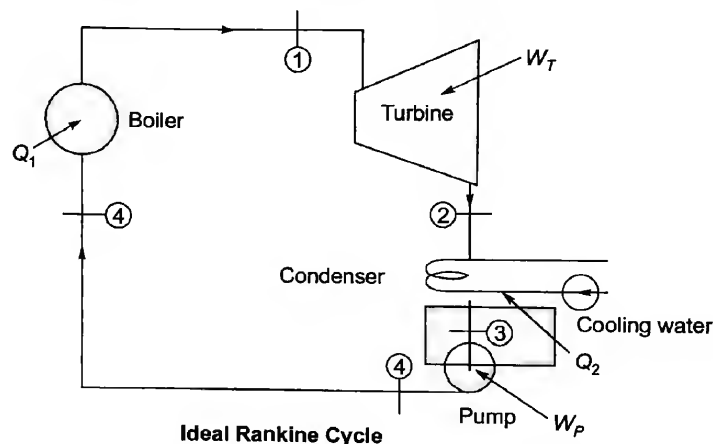 1
W_T
Boiler
Turbine
Q_1
4
2
Condenser
Cooling water
3
Q_2
4
Pump
W_P
Ideal Rankine Cycle